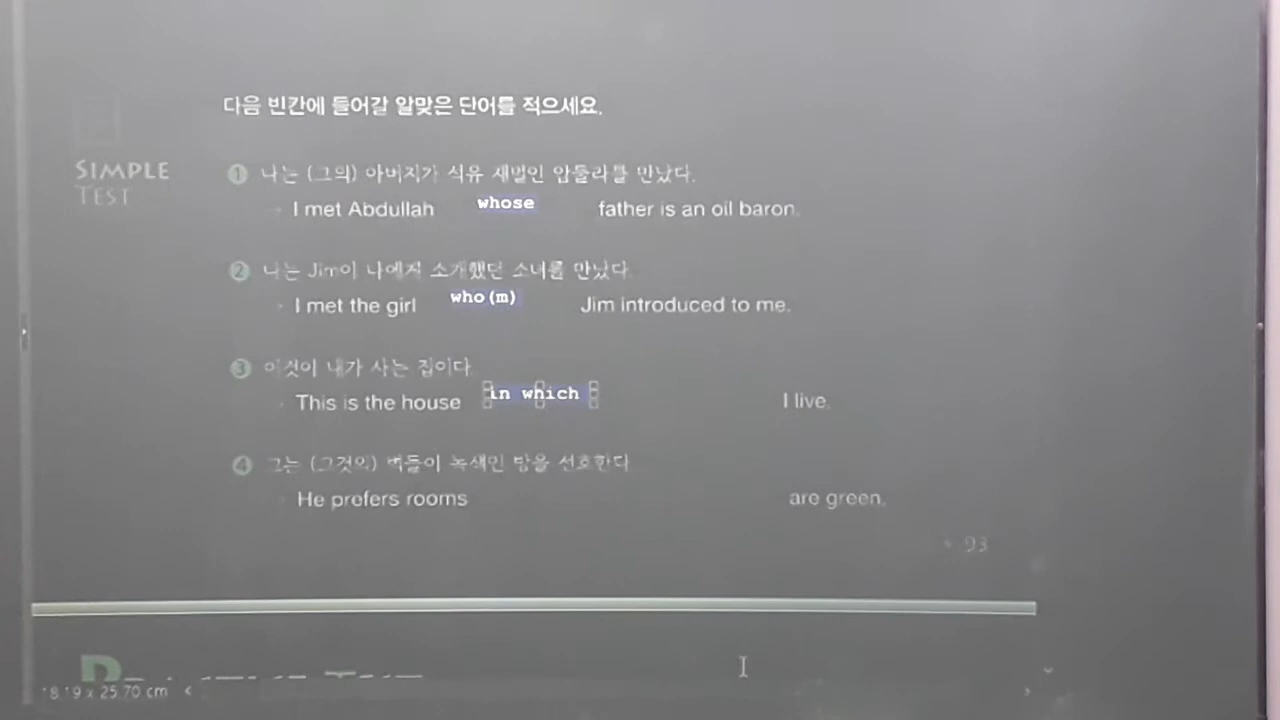 다음 빈칸에 들어갈 알맞은 단어를 적으세요.
SIMPLE
TEST
① 나는 (그의) 아버지가 석유 재벌인 압둘라를 만났다.
I met Abdullah whose father is an oil baron.
② 나는 Jim이 나에게 소개했던 소녀를 만났다.
I met the girl who(m) Jim introduced to me.
③ 이것이 내가 사는 집이다.
This is the house in which I live.
④ 그는 (그것의) 벽들이 녹색인 방을 선호한다.
He prefers rooms are green.
93
25.70 cm